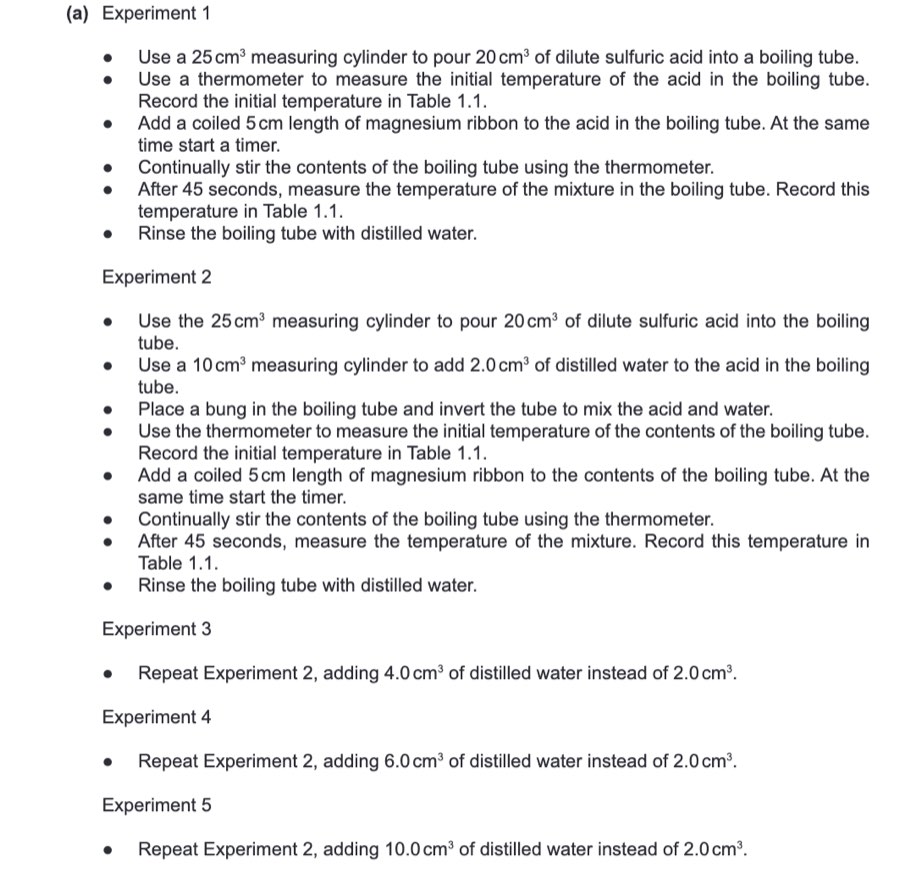 (a) Experiment 1
• Use a 25 cm³ measuring cylinder to pour 20 cm³ of dilute sulfuric acid into a boiling tube.
• Use a thermometer to measure the initial temperature of the acid in the boiling tube.
Record the initial temperature in Table 1.1.
• Add a coiled 5 cm length of magnesium ribbon to the acid in the boiling tube. At the same
time start a timer.
• Continually stir the contents of the boiling tube using the thermometer.
• After 45 seconds, measure the temperature of the mixture in the boiling tube. Record this
temperature in Table 1.1.
• Rinse the boiling tube with distilled water.
Experiment 2
• Use the 25 cm³ measuring cylinder to pour 20 cm³ of dilute sulfuric acid into the boiling
tube.
• Use a 10 cm³ measuring cylinder to add 2.0 cm³ of distilled water to the acid in the boiling
tube.
• Place a bung in the boiling tube and invert the tube to mix the acid and water.
• Use the thermometer to measure the initial temperature of the contents of the boiling tube.
Record the initial temperature in Table 1.1.
• Add a coiled 5 cm length of magnesium ribbon to the contents of the boiling tube. At the
same time start the timer.
• Continually stir the contents of the boiling tube using the thermometer.
• After 45 seconds, measure the temperature of the mixture. Record this temperature in
Table 1.1.
• Rinse the boiling tube with distilled water.
Experiment 3
• Repeat Experiment 2, adding 4.0 cm³ of distilled water instead of 2.0 cm³.
Experiment 4
• Repeat Experiment 2, adding 6.0 cm³ of distilled water instead of 2.0 cm³.
Experiment 5
• Repeat Experiment 2, adding 10.0 cm³ of distilled water instead of 2.0 cm³.